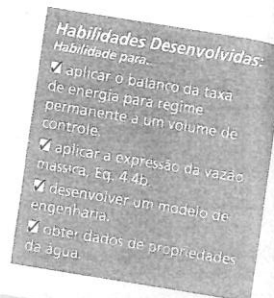 Habilidades Desenvolvidas:
Habilidade para...
☑ aplicar o balanço da taxa
de energia para regime
permanente a um volume de
controle.
☑ aplicar a expressão da vazão
mássica, Eq. 4.4b.
☑ desenvolver um modelo de
engenharia.
☑ obter dados de propriedades
da água.